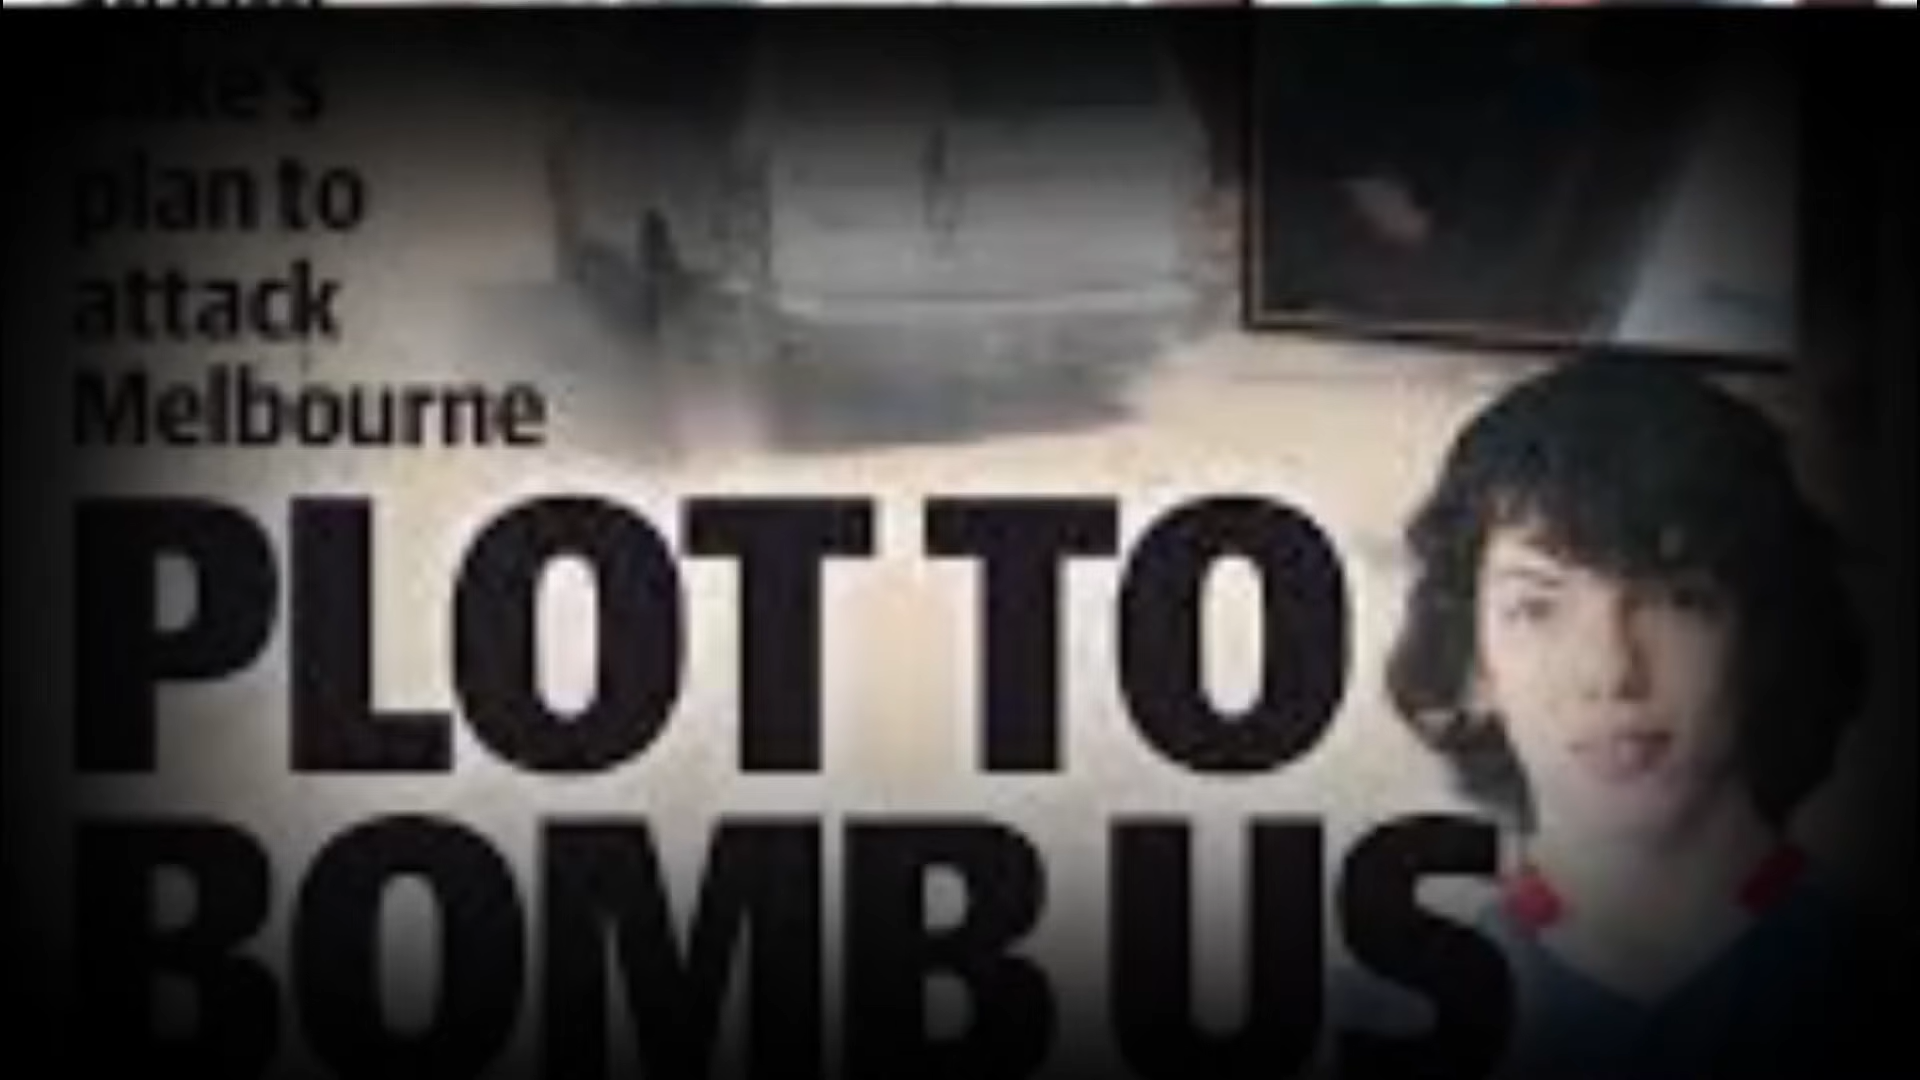 plan to
attack
Melbourne
PLOT TO
BOMB US